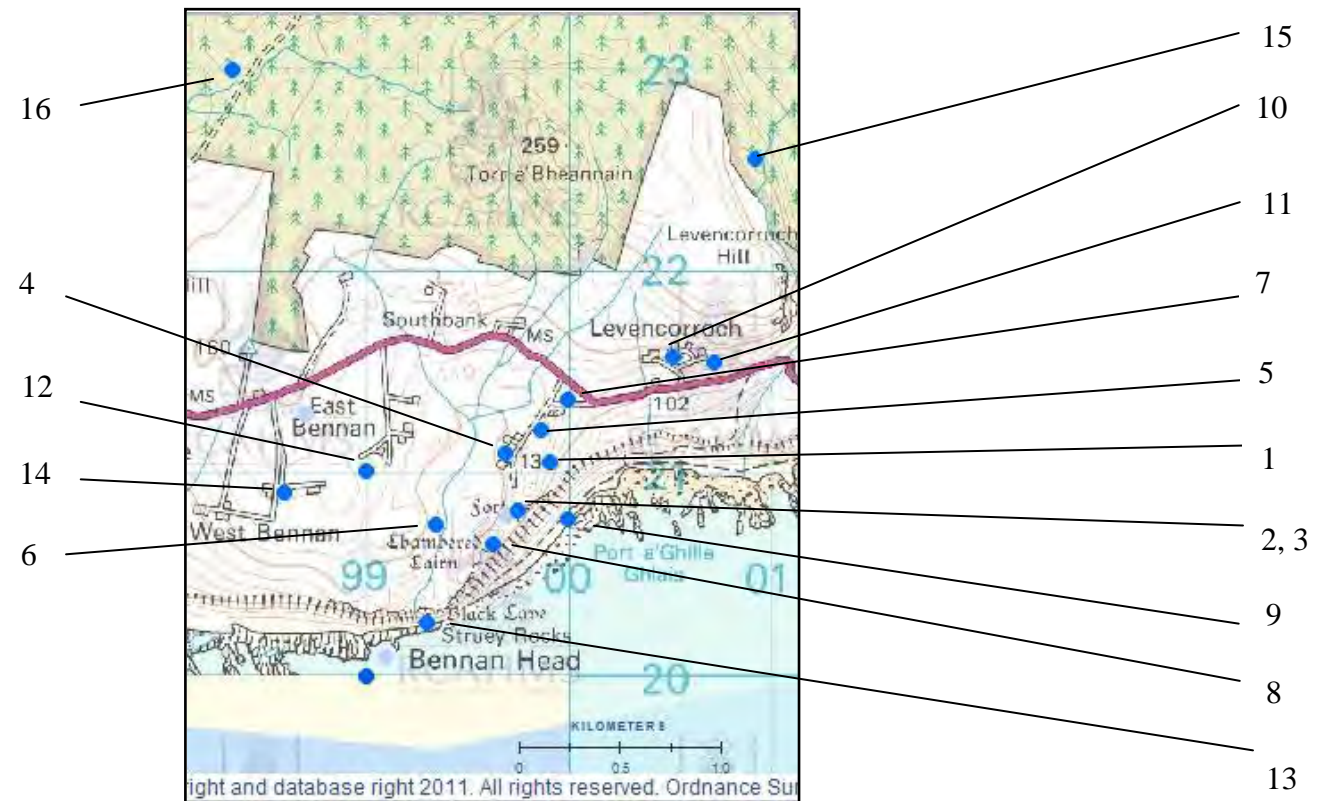 15
16
10
23
259
Torr a'Bheannain
11
Levencorroch
Hill
22
4
7
Southbank
MS
Levencorroch
160
12
MS
102
5
East
Bennan
13
1
14
21
Fort
West Bennan
2, 3
6
Chambered
Cairn
Port a'Ghille
Ghlais
99
00
01
9
Black Cave
Struey Rocks
Bennan Head
8
20
KILOMETERS
0
0.5
1.0
13
right and database right 2011. All rights reserved. Ordnance Sur